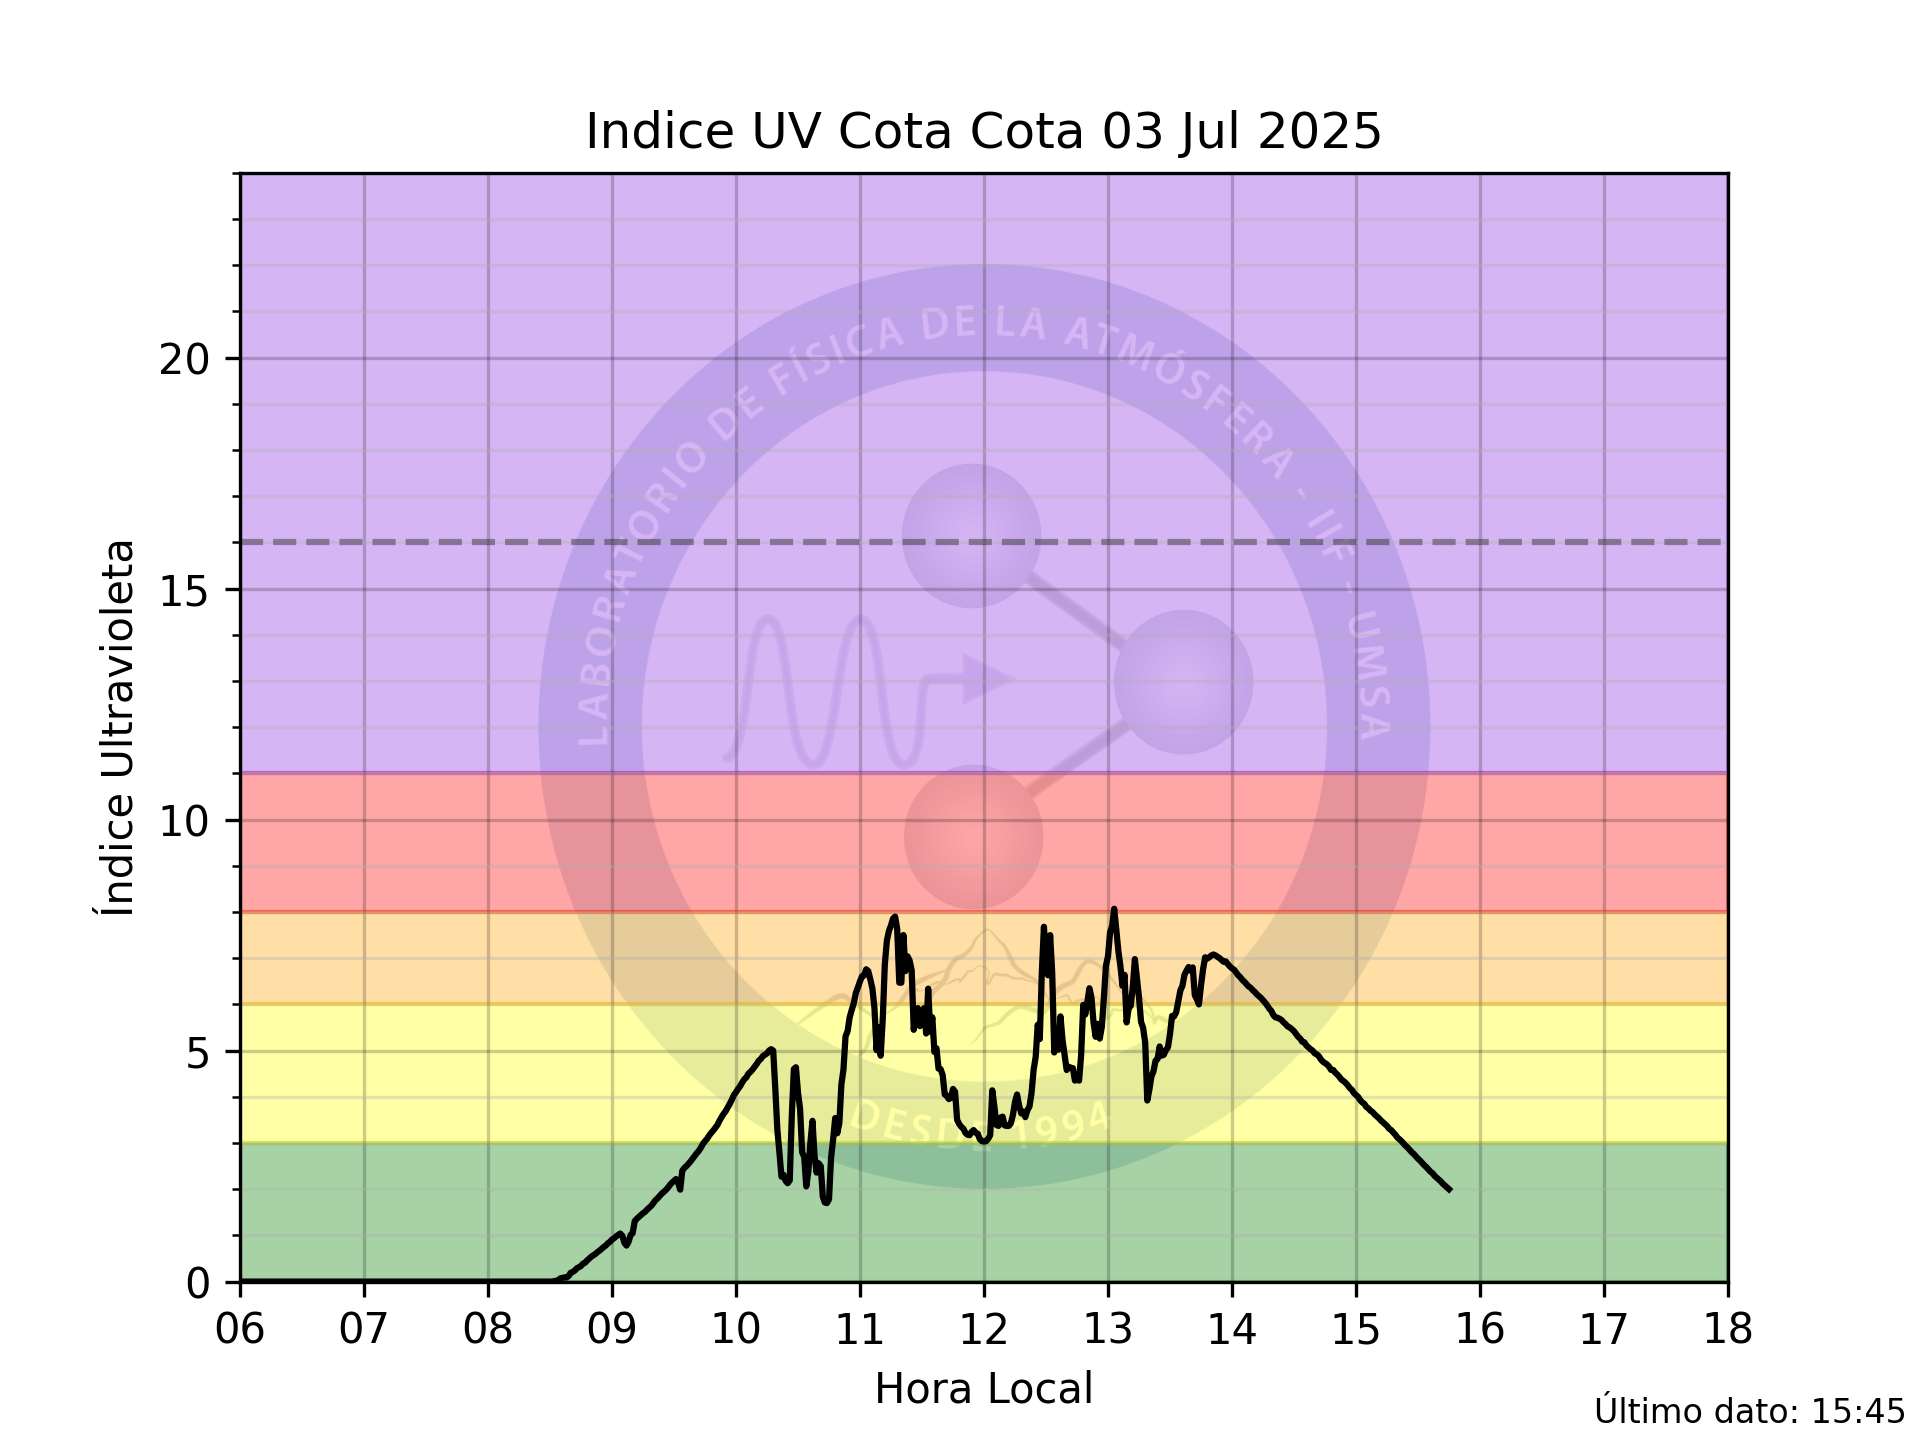 Indice UV Cota Cota 03 Jul 2025
Índice Ultravioleta
20
15
10
5
0
LABORATORIO DE FÍSICA DE LA ATMÓSFERA - IIF - UMSA
DESDE 1994
06 07 08 09 10 11 12 13 14 15 16 17 18
Hora Local
Último dato: 15:45